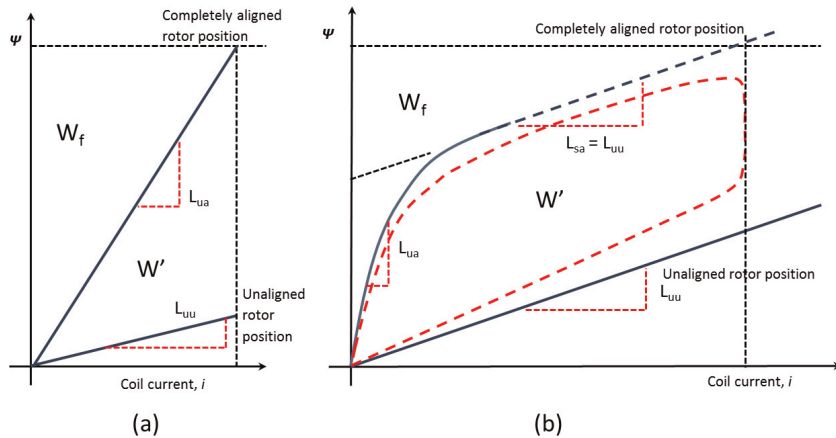 Completely aligned
rotor position
ψ
W_f
L_ua
W'
L_uu
Unaligned
rotor
position
Coil current, i
(a)
ψ
Completely aligned rotor position
W_f
L_sa = L_uu
W'
L_ua
Unaligned rotor position
L_uu
Coil current, i
(b)